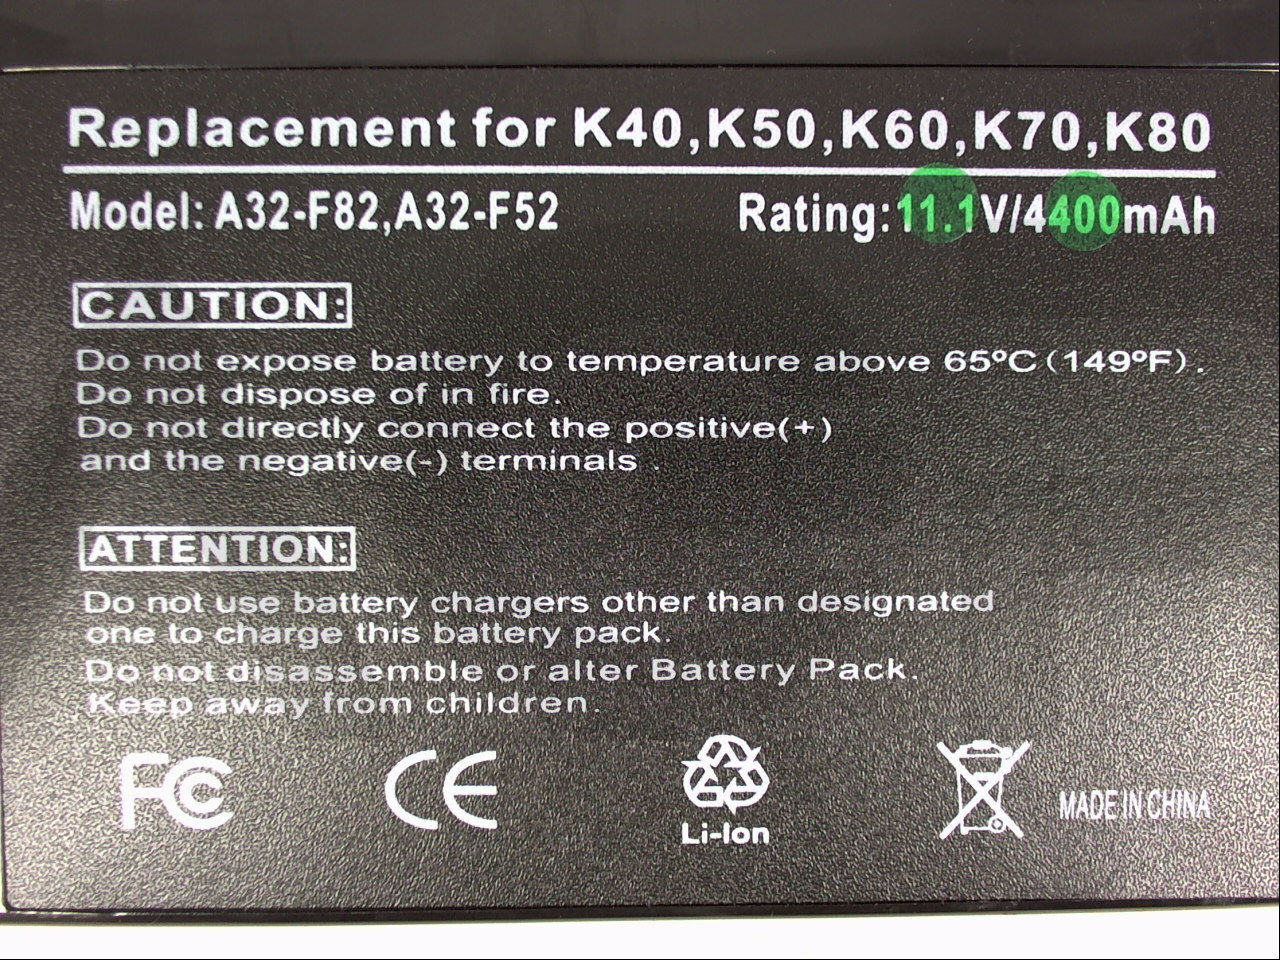 Replacement for K40,K50,K60,K70,K80
Model: A32-F82,A32-F52 Rating:11.1V/4400mAh
CAUTION:
Do not expose battery to temperature above 65ºC(149ºF).
Do not dispose of in fire.
Do not directly connect the positive(+)
and the negative(-) terminals .
ATTENTION:
Do not use battery chargers other than designated
one to charge this battery pack.
Do not disassemble or alter Battery Pack.
Keep away from children.
FC CE Li-Ion MADE IN CHINA